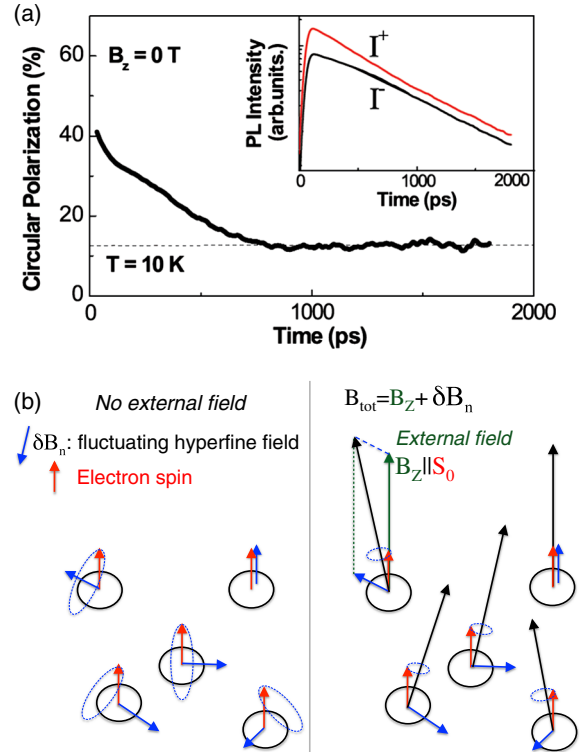 (a)
60
40
20
0
Circular Polarization (%)
B_z = 0 T
T = 10 K
0
1000
2000
Time (ps)
PL Intensity
(arb.units.)
I⁺
I⁻
0
1000
2000
Time (ps)
(b)
No external field
δB_n: fluctuating hyperfine field
Electron spin
B_tot=B_Z+ δB_n
External field
B_Z||S_0